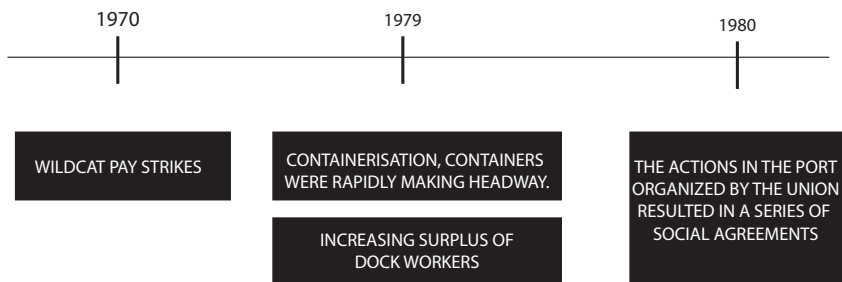 1970
1979
1980
WILDCAT PAY STRIKES
CONTAINERISATION, CONTAINERS
WERE RAPIDLY MAKING HEADWAY.
INCREASING SURPLUS OF
DOCK WORKERS
THE ACTIONS IN THE PORT
ORGANIZED BY THE UNION
RESULTED IN A SERIES OF
SOCIAL AGREEMENTS